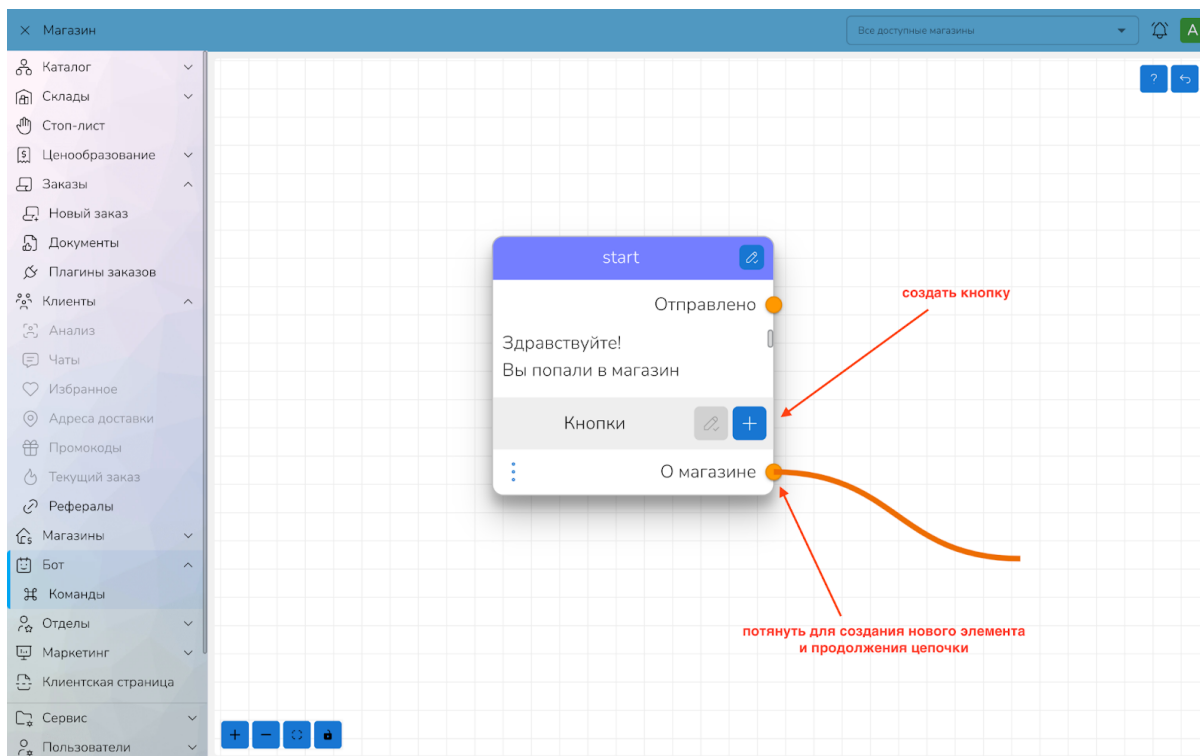 Магазин
Все доступные магазины
A
Каталог
Склады
Стоп-лист
Ценообразование
Заказы
Новый заказ
Документы
Плагины заказов
Клиенты
Анализ
Чаты
Избранное
Адреса доставки
Промокоды
Текущий заказ
Рефералы
Магазины
Бот
Команды
Отделы
Маркетинг
Клиентская страница
Сервис
Пользователи
?
start
Отправлено
Здравствуйте!
Вы попали в магазин
Кнопки
О магазине
создать кнопку
потянуть для создания нового элемента
и продолжения цепочки